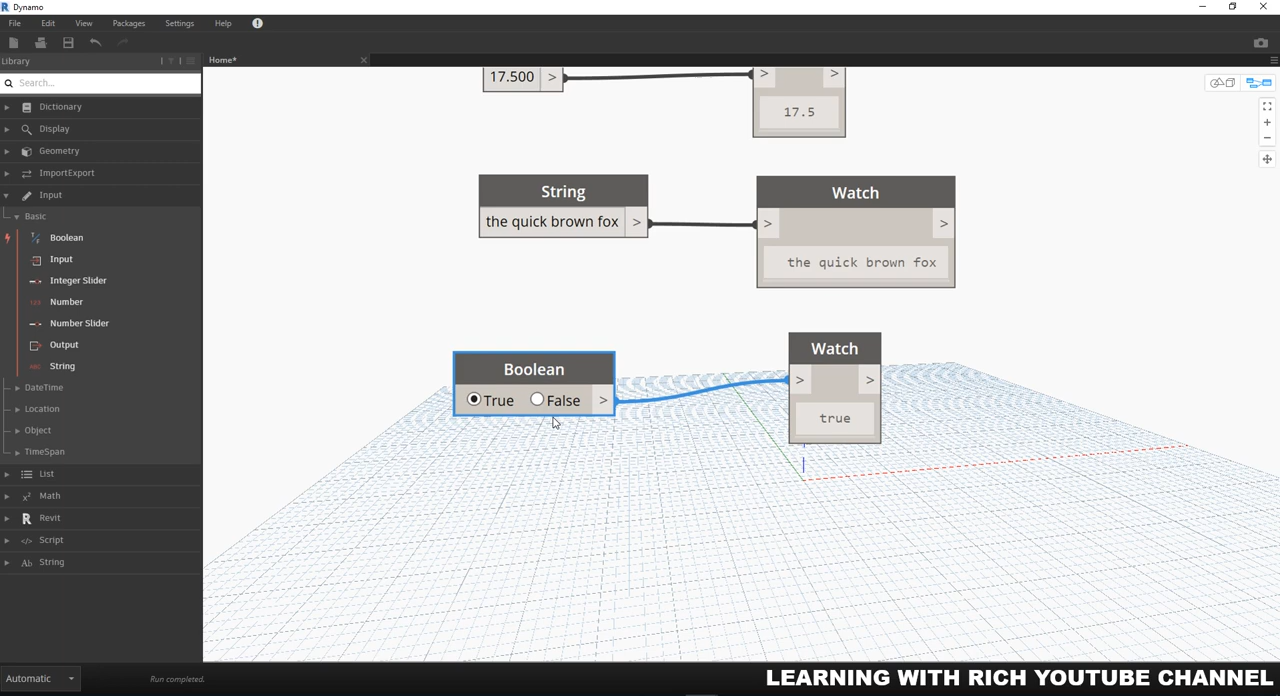 Dynamo
File Edit View Packages Settings Help
Library
Home*
Search...
Dictionary
Display
Geometry
ImportExport
Input
Basic
Boolean
Input
Integer Slider
Number
Number Slider
Output
String
DateTime
Location
Object
TimeSpan
List
Math
Revit
Script
String
17.500 >
> >
17.5
String
the quick brown fox >
Watch
> >
the quick brown fox
Boolean
True False >
Watch
> >
true
Automatic
Run completed.
LEARNING WITH RICH YOUTUBE CHANNEL